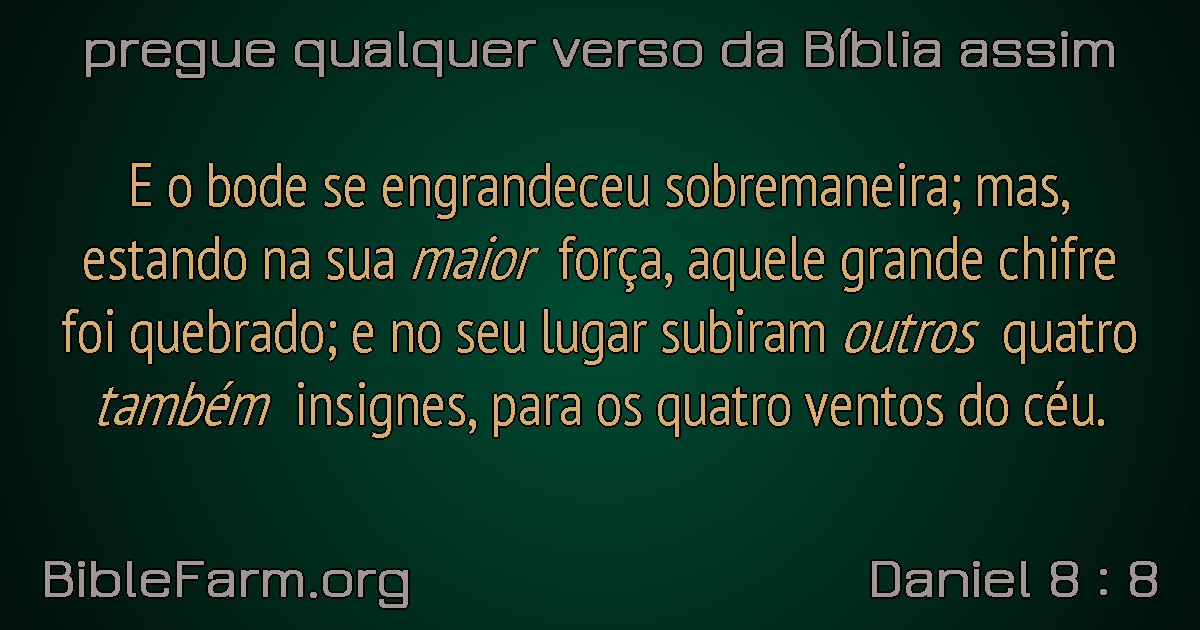 pregue qualquer verso da Bíblia assim
E o bode se engrandeceu sobremaneira; mas,
estando na sua maior força, aquele grande chifre
foi quebrado; e no seu lugar subiram outros quatro
também insignes, para os quatro ventos do céu.
BibleFarm.org
Daniel 8 : 8